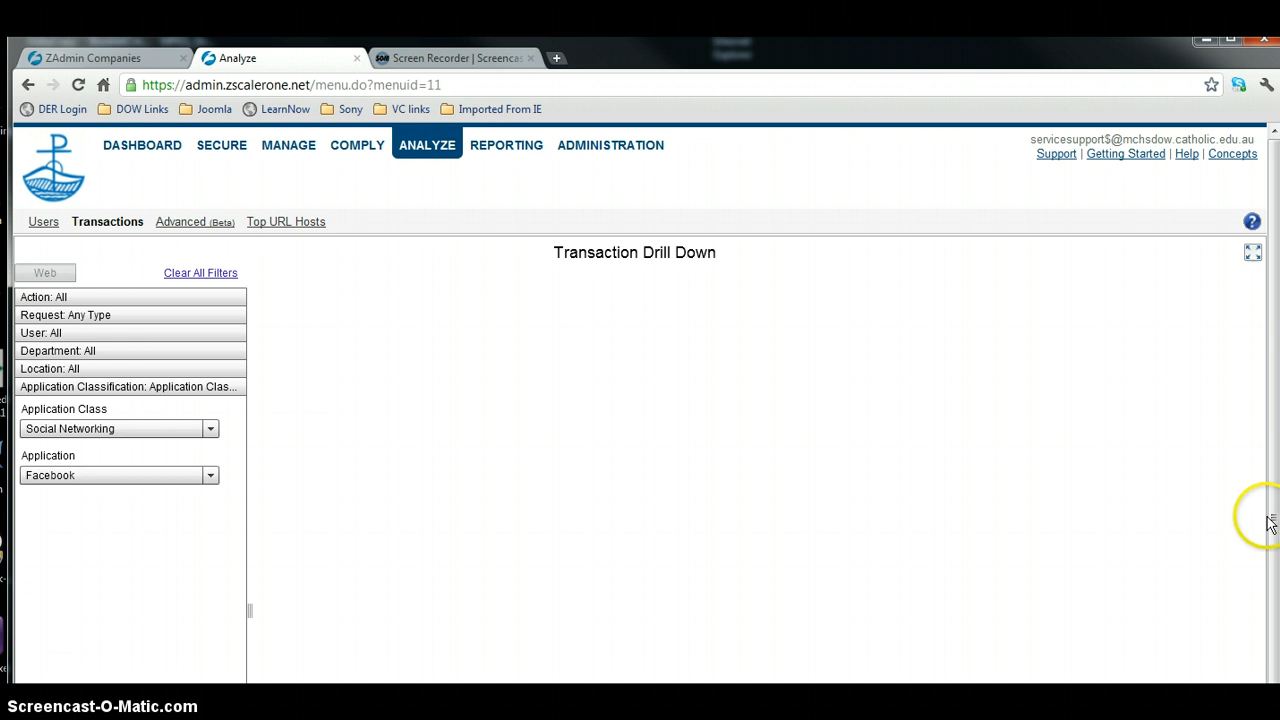 ZAdmin Companies
Analyze
Screen Recorder | Screencas
https://admin.zscalerone.net/menu.do?menuid=11
DER Login
DOW Links
Joomla
LearnNow
Sony
VC links
Imported From IE
DASHBOARD
SECURE
MANAGE
COMPLY
ANALYZE
REPORTING
ADMINISTRATION
servicesupport$@mchsdow.catholic.edu.au
Support | Getting Started | Help | Concepts
Users
Transactions
Advanced (Beta)
Top URL Hosts
Transaction Drill Down
Web
Clear All Filters
Action: All
Request: Any Type
User: All
Department: All
Location: All
Application Classification: Application Clas...
Application Class
Social Networking
Application
Facebook
Screencast-O-Matic.com